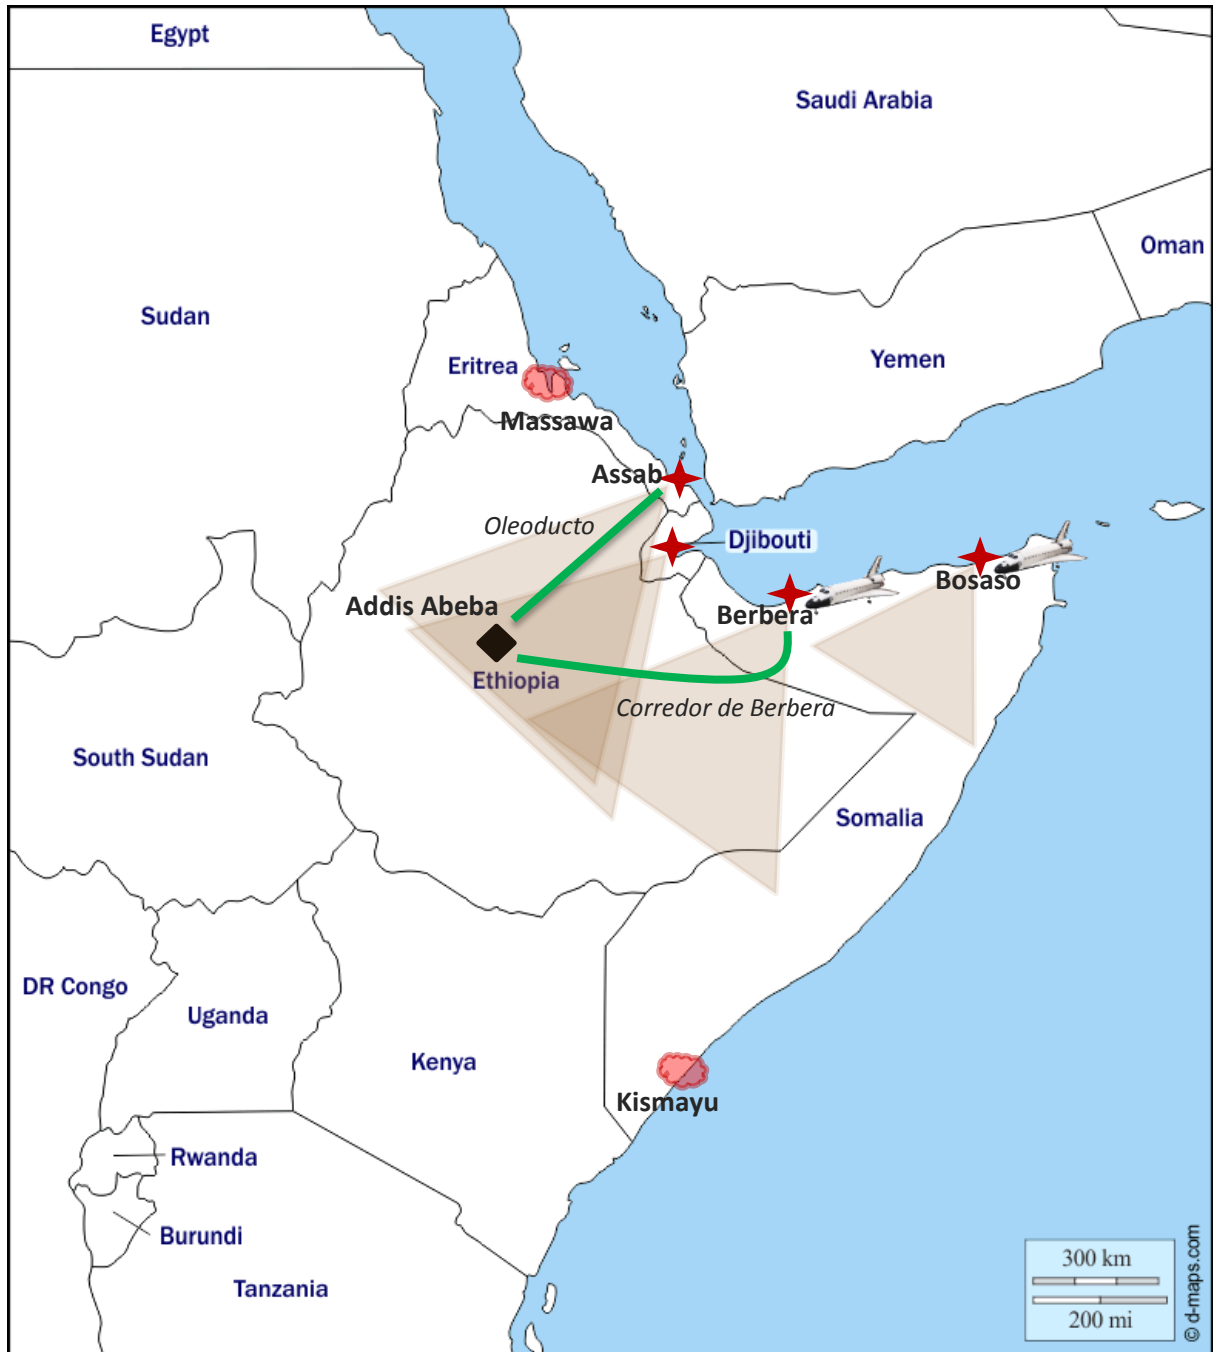 Egypt
Saudi Arabia
Oman
Sudan
Yemen
Eritrea
Massawa
Assab
Oleoducto
Djibouti
Bosaso
Addis Abeba
Berbera
Ethiopia
Corredor de Berbera
South Sudan
Somalia
DR Congo
Uganda
Kenya
Kismayu
Rwanda
Burundi
Tanzania
300 km
200 mi
© d-maps.com